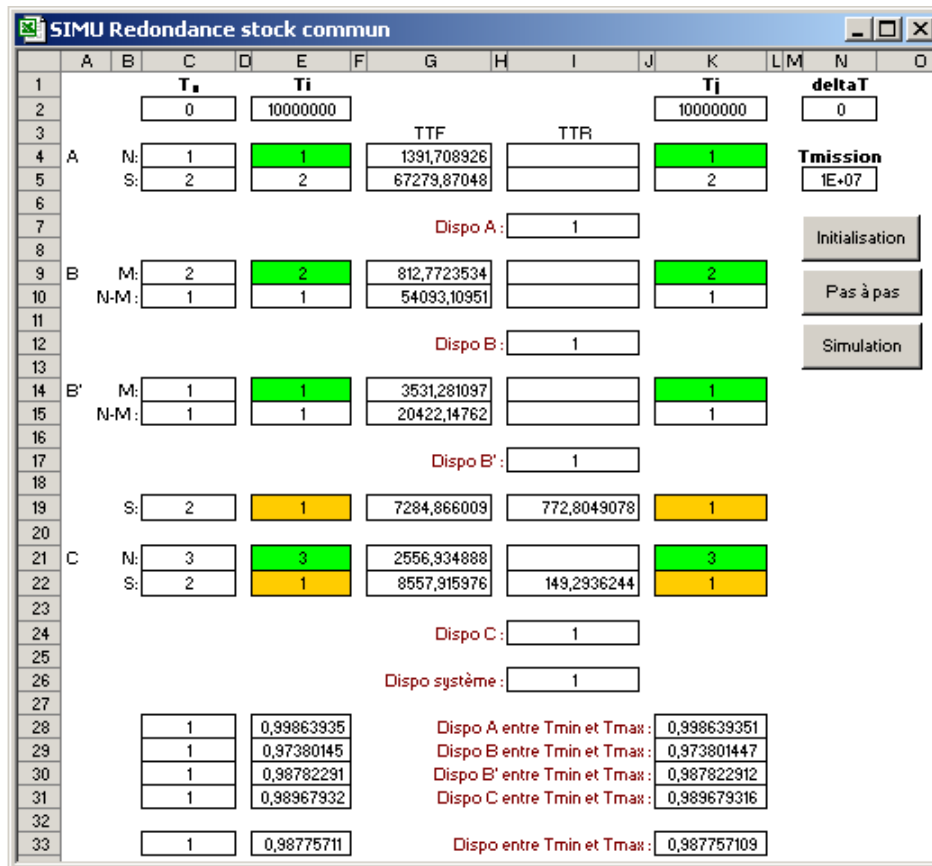 SIMU Redondance stock commun
A B C D E F G H I J K L M N O
1 T₀ Ti Tj deltaT
2 0 10000000 10000000 0
3 TTF TTR
4 A N: 1 1 1391,708926 1 Tmission
5 S: 2 2 67279,87048 2 1E+07
6
7 Dispo A : 1 Initialisation
8
9 B M: 2 2 812,7723534 2
10 N-M : 1 1 54093,10951 1 Pas à pas
11
12 Dispo B : 1 Simulation
13
14 B' M: 1 1 3531,281097 1
15 N-M : 1 1 20422,14762 1
16
17 Dispo B' : 1
18
19 S: 2 1 7284,866009 772,8049078 1
20
21 C N: 3 3 2556,934888 3
22 S: 2 1 8557,915976 149,2936244 1
23
24 Dispo C : 1
25
26 Dispo système : 1
27
28 1 0,99863935 Dispo A entre Tmin et Tmax : 0,998639351
29 1 0,97380145 Dispo B entre Tmin et Tmax : 0,973801447
30 1 0,98782291 Dispo B' entre Tmin et Tmax : 0,987822912
31 1 0,98967932 Dispo C entre Tmin et Tmax : 0,989679316
32
33 1 0,98775711 Dispo entre Tmin et Tmax : 0,987757109